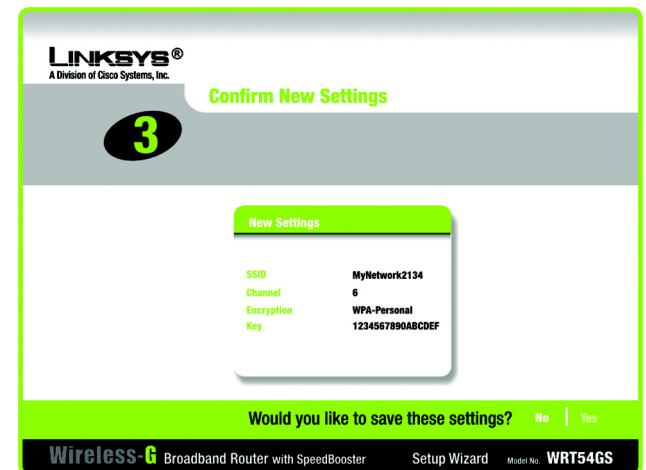 LINKSYS®
A Division of Cisco Systems, Inc.
Confirm New Settings
3
New Settings
SSID MyNetwork2134
Channel 6
Encryption WPA-Personal
Key 1234567890ABCDEF
Would you like to save these settings? No Yes
Wireless-G Broadband Router with SpeedBooster Setup Wizard Model No. WRT54GS